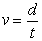 v = d/t